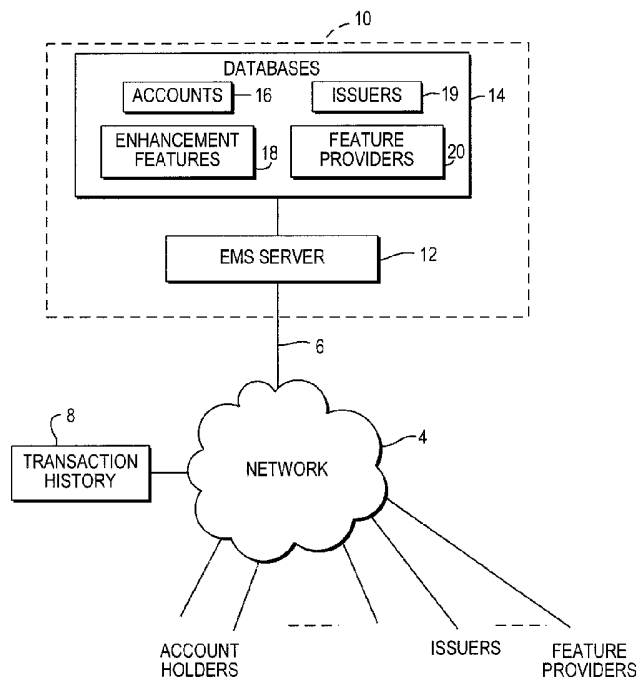 10
DATABASES
ACCOUNTS 16 ISSUERS 19 14
ENHANCEMENT FEATURES 18 FEATURE PROVIDERS 20
EMS SERVER 12
6
8
4
TRANSACTION HISTORY
NETWORK
ACCOUNT HOLDERS
ISSUERS
FEATURE PROVIDERS